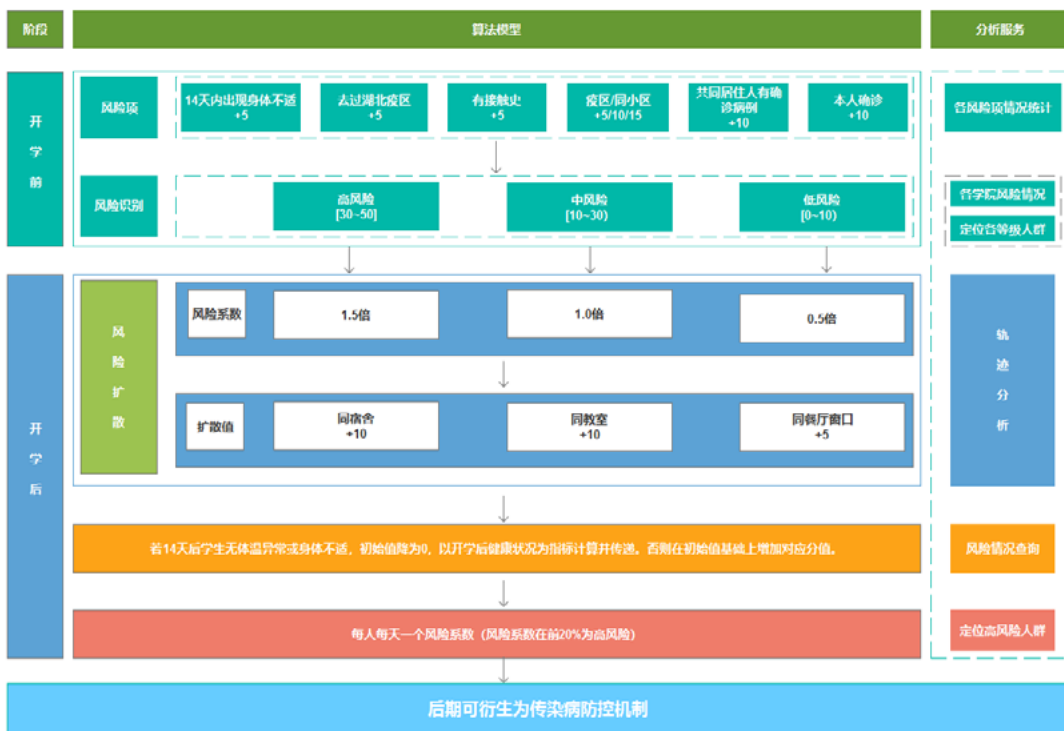 阶段
算法模型
分析服务
开
学
前
风险项
14天内出现身体不适
+5
去过湖北疫区
+5
有接触史
+5
疫区/同小区
+5/10/15
共同居住人有确
诊病例
+10
本人确诊
+10
各风险项情况统计
风险识别
高风险
[30~50]
中风险
[10~30)
低风险
[0~10)
各学院风险情况
定位各等级人群
开
学
后
风
险
扩
散
风险系数
1.5倍
1.0倍
0.5倍
扩散值
同宿舍
+10
同教室
+10
同餐厅窗口
+5
轨
迹
分
析
若14天后学生无体温异常或身体不适，初始值降为0，以开学后健康状况为指标计算并传递。否则在初始值基础上增加对应分值。
风险情况查询
每人每天一个风险系数（风险系数在前20%为高风险）
定位高风险人群
后期可衍生为传染病防控机制